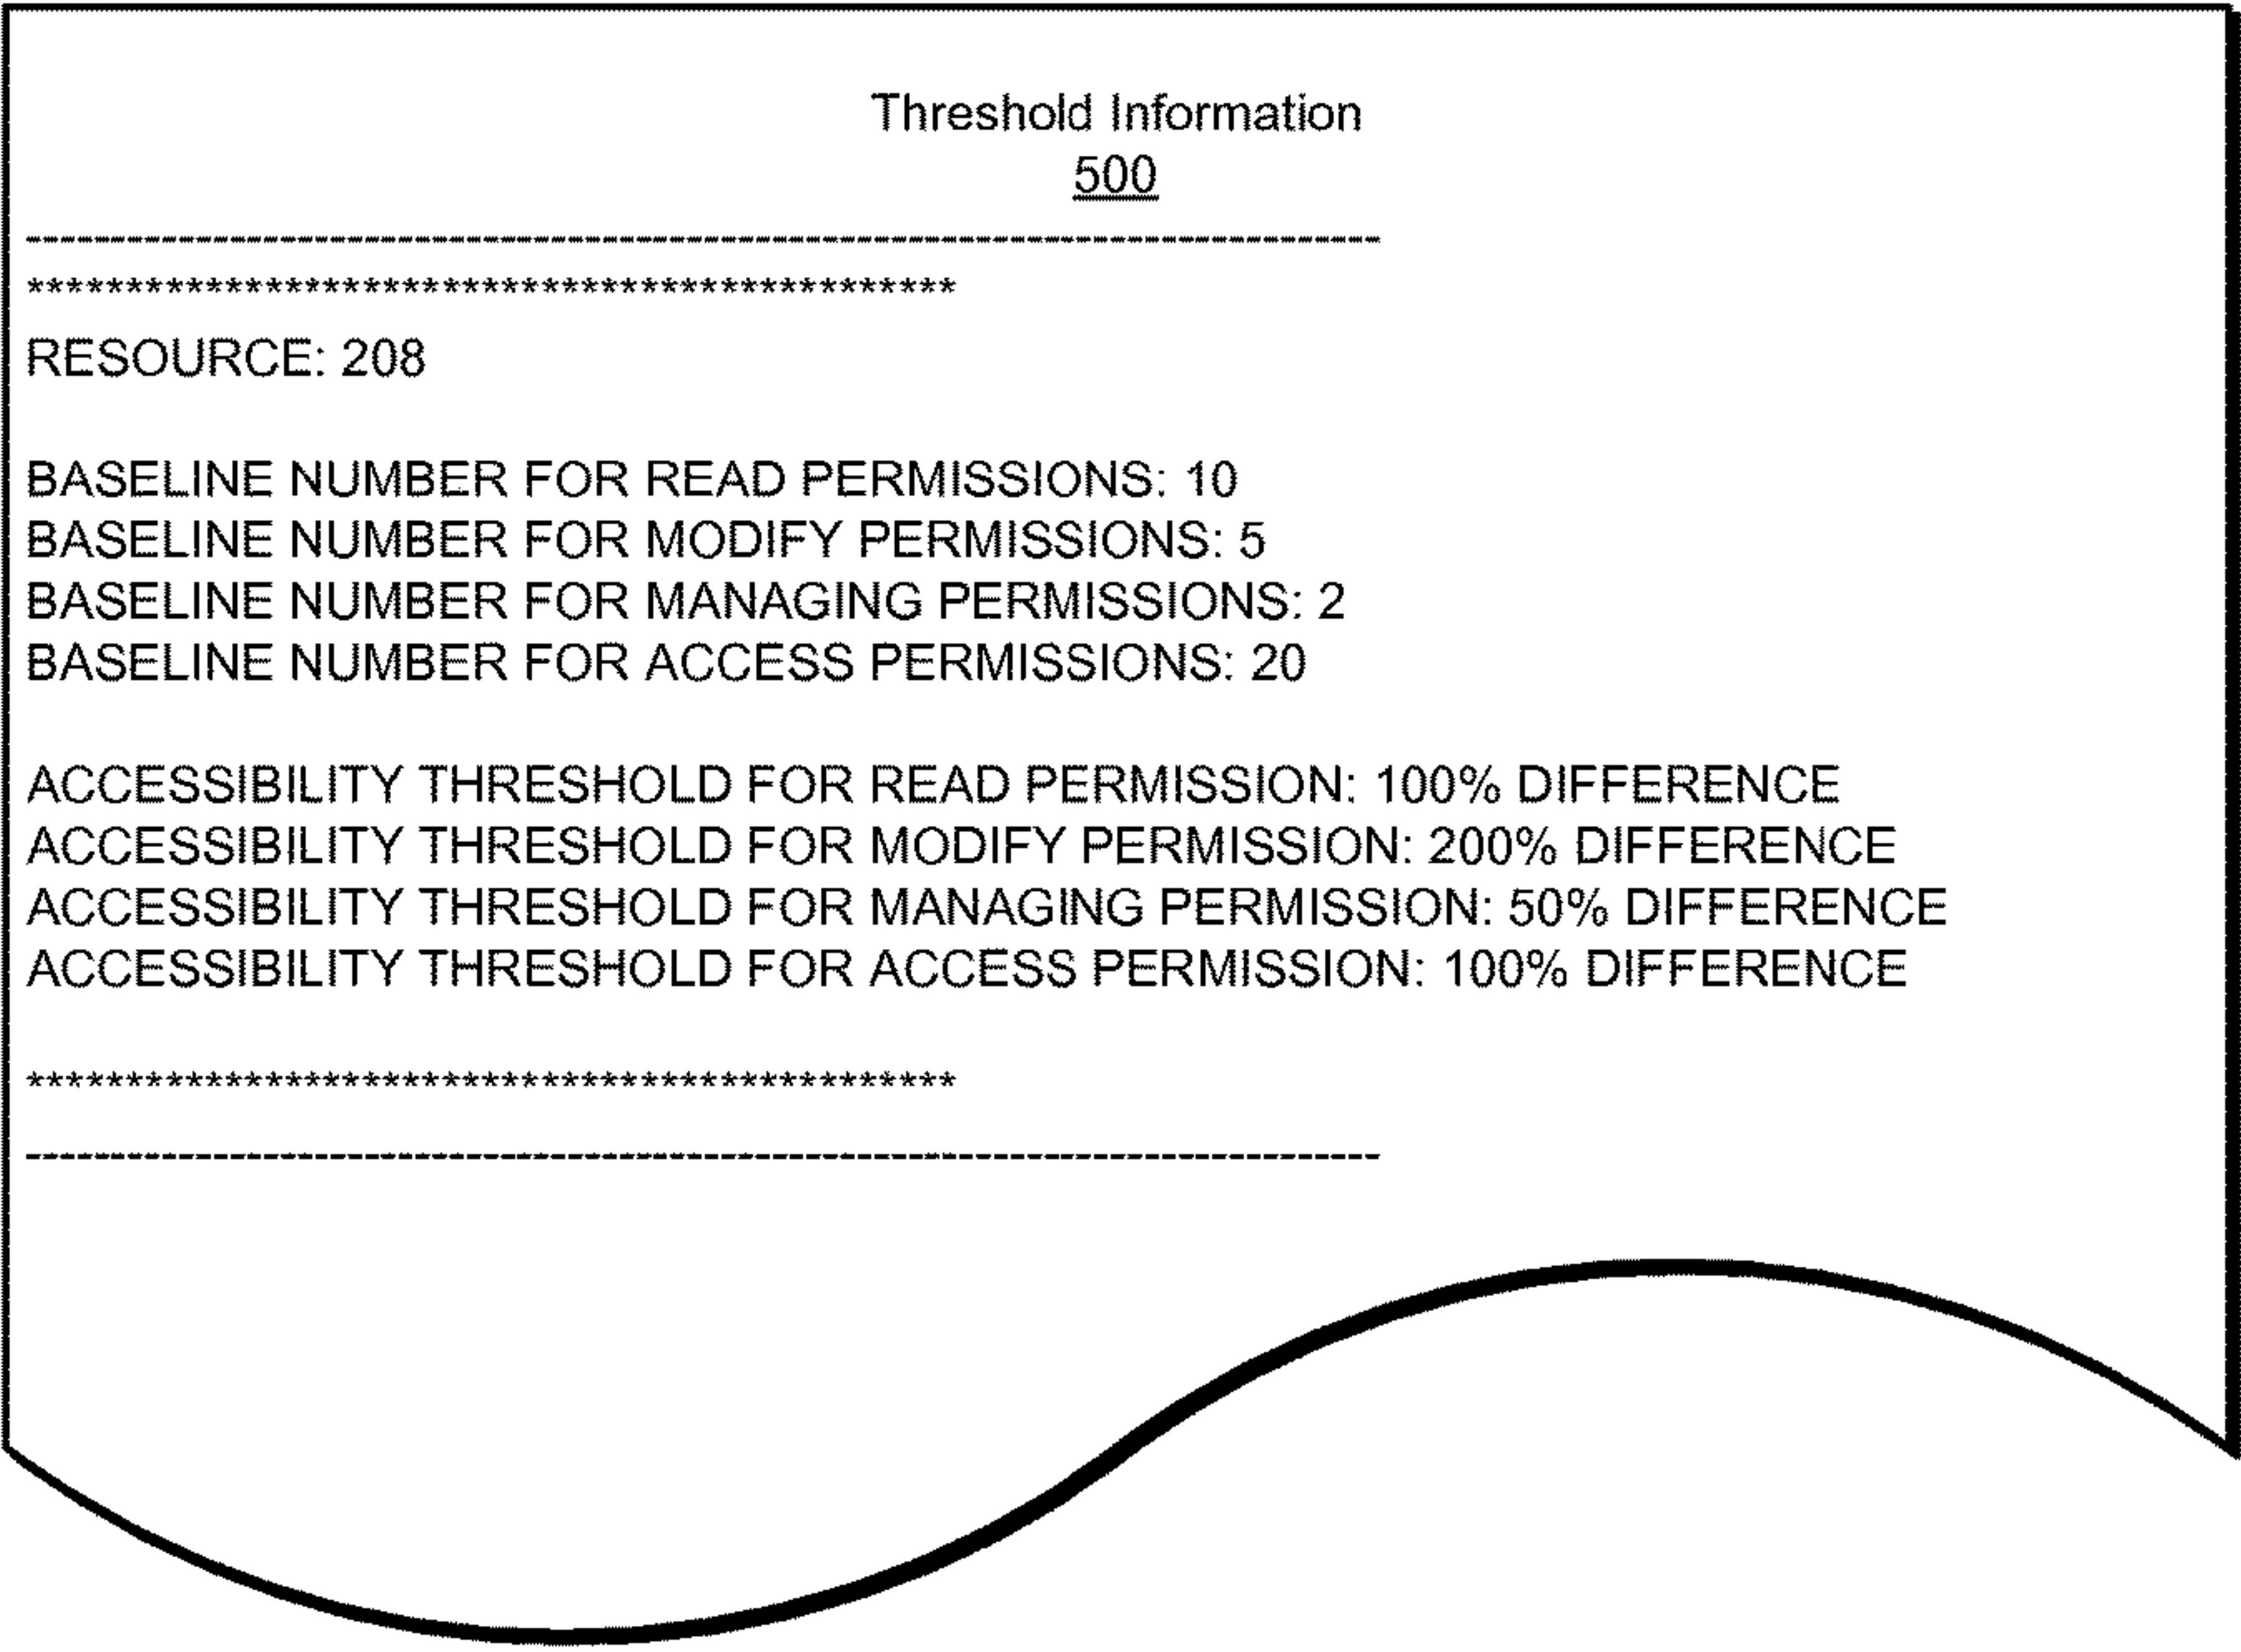 Threshold Information
500
--------------------------------------------------------------------------------
***********************************************
RESOURCE: 208
BASELINE NUMBER FOR READ PERMISSIONS: 10
BASELINE NUMBER FOR MODIFY PERMISSIONS: 5
BASELINE NUMBER FOR MANAGING PERMISSIONS: 2
BASELINE NUMBER FOR ACCESS PERMISSIONS: 20
ACCESSIBILITY THRESHOLD FOR READ PERMISSION: 100% DIFFERENCE
ACCESSIBILITY THRESHOLD FOR MODIFY PERMISSION: 200% DIFFERENCE
ACCESSIBILITY THRESHOLD FOR MANAGING PERMISSION: 50% DIFFERENCE
ACCESSIBILITY THRESHOLD FOR ACCESS PERMISSION: 100% DIFFERENCE
***********************************************
--------------------------------------------------------------------------------